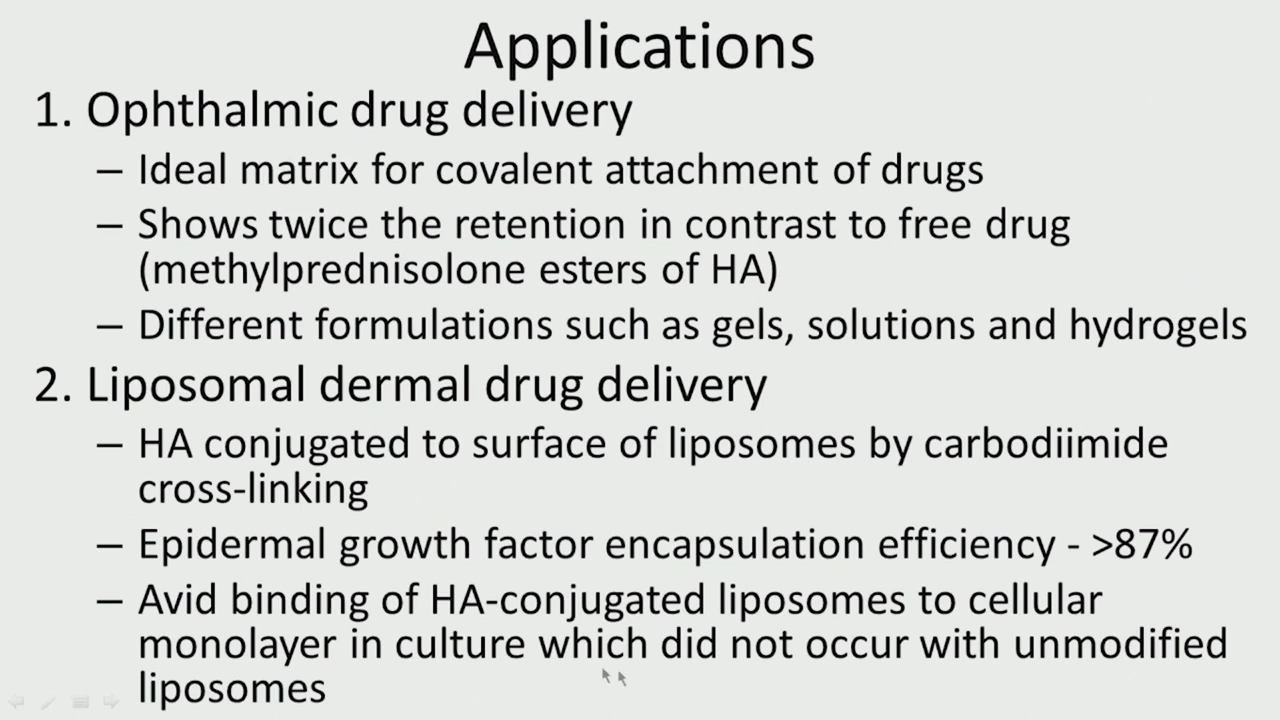 Applications
1. Ophthalmic drug delivery
– Ideal matrix for covalent attachment of drugs
– Shows twice the retention in contrast to free drug
(methylprednisolone esters of HA)
– Different formulations such as gels, solutions and hydrogels
2. Liposomal dermal drug delivery
– HA conjugated to surface of liposomes by carbodiimide
cross-linking
– Epidermal growth factor encapsulation efficiency - >87%
– Avid binding of HA-conjugated liposomes to cellular
monolayer in culture which did not occur with unmodified
liposomes